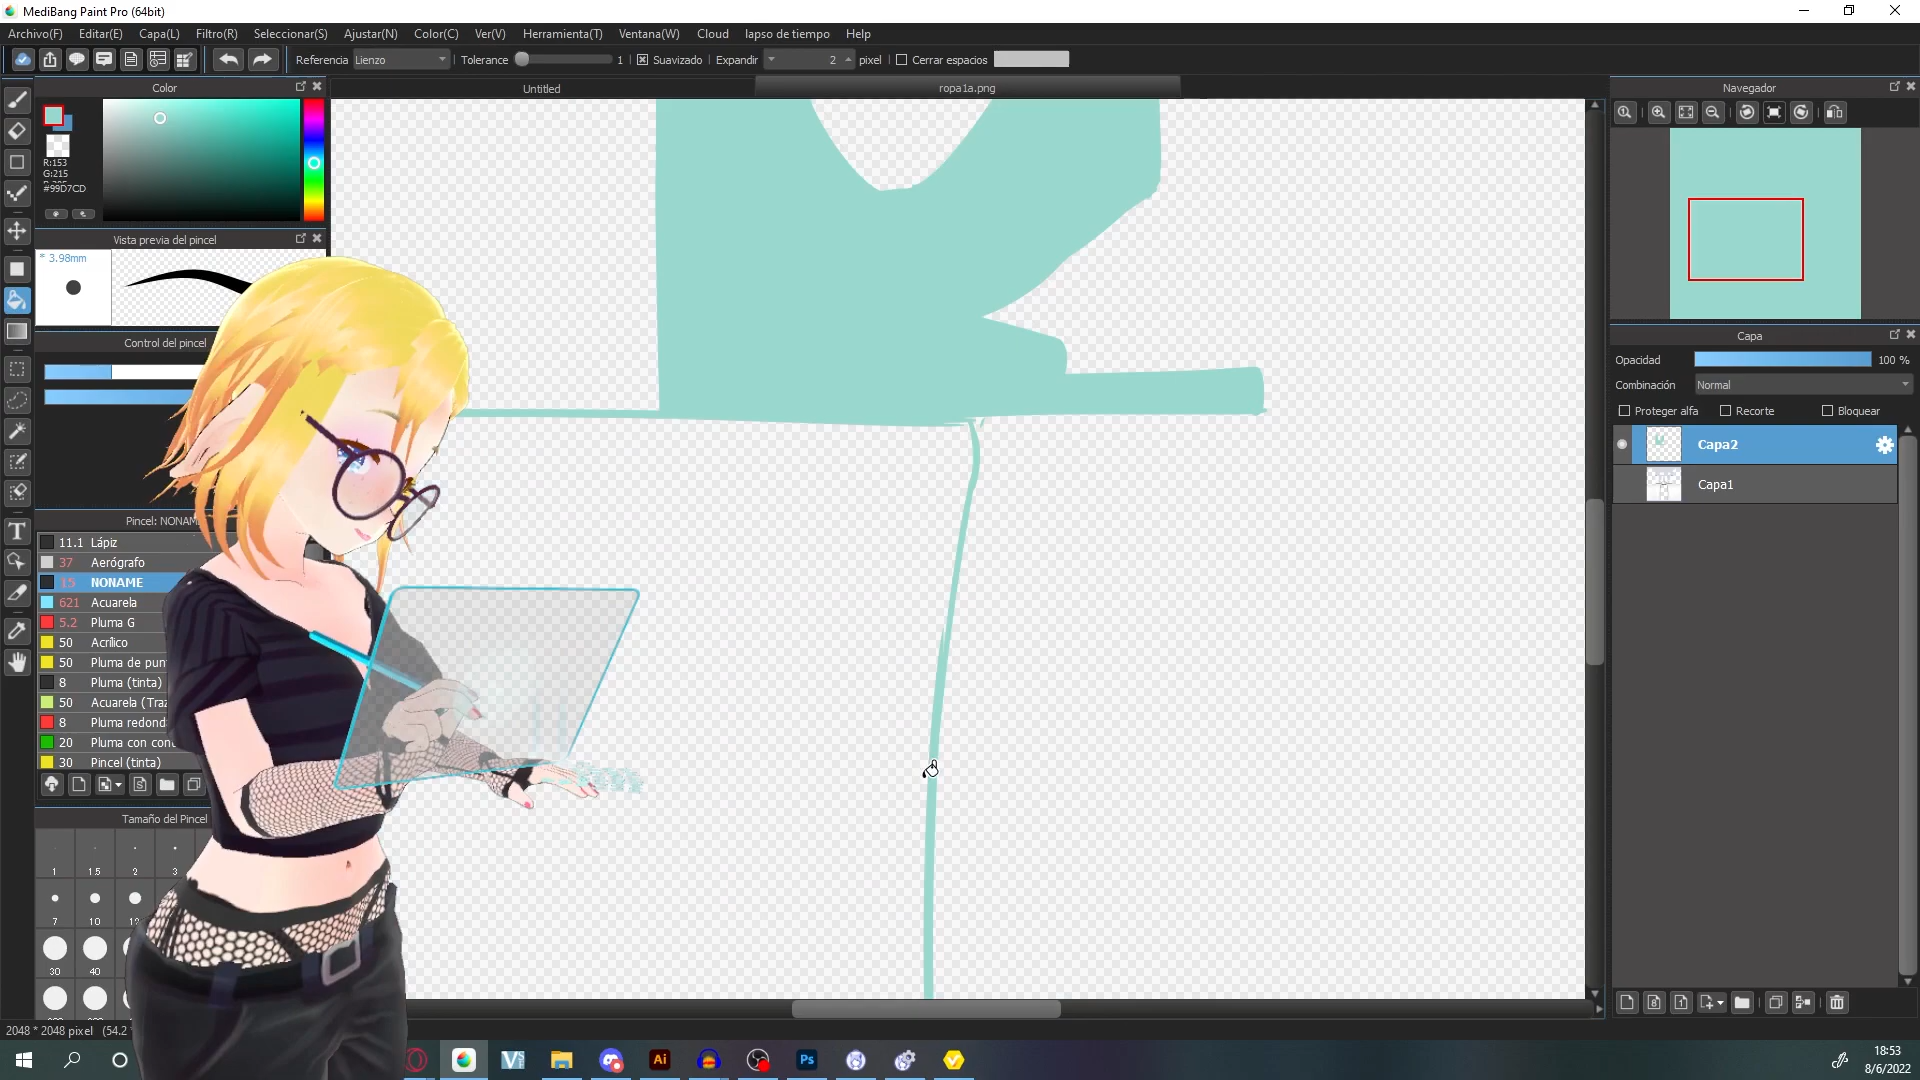 MediBang Paint Pro (64bit)
Archivo(F) Editar(E) Capa(L) Filtro(R) Seleccionar(S) Ajustar(N) Color(C) Ver(V) Herramienta(T) Ventana(W) Cloud lapso de tiempo Help
Referencia Lienzo Tolerance 1 Suavizado Expandir 2 pixel Cerrar espacios
Color
Untitled
ropa1a.png
Navegador
R:153
G:215
#99D7CD
Vista previa del pincel
* 3.98mm
Control del pincel
Capa
Opacidad 100 %
Combinación Normal
Proteger alfa Recorte Bloquear
Capa2
Capa1
Pincel: NONAM
11.1 Lápiz
37 Aerógrafo
15 NONAME
621 Acuarela
5.2 Pluma G
50 Acrílico
50 Pluma de pun
8 Pluma (tinta)
50 Acuarela (Traz
8 Pluma redond
20 Pluma con con
30 Pincel (tinta)
Tamaño del Pincel
1 1.5 2 3
7 10
30 40
2048 * 2048 pixel (54.2
Ai
Ps
18:53
8/6/2022